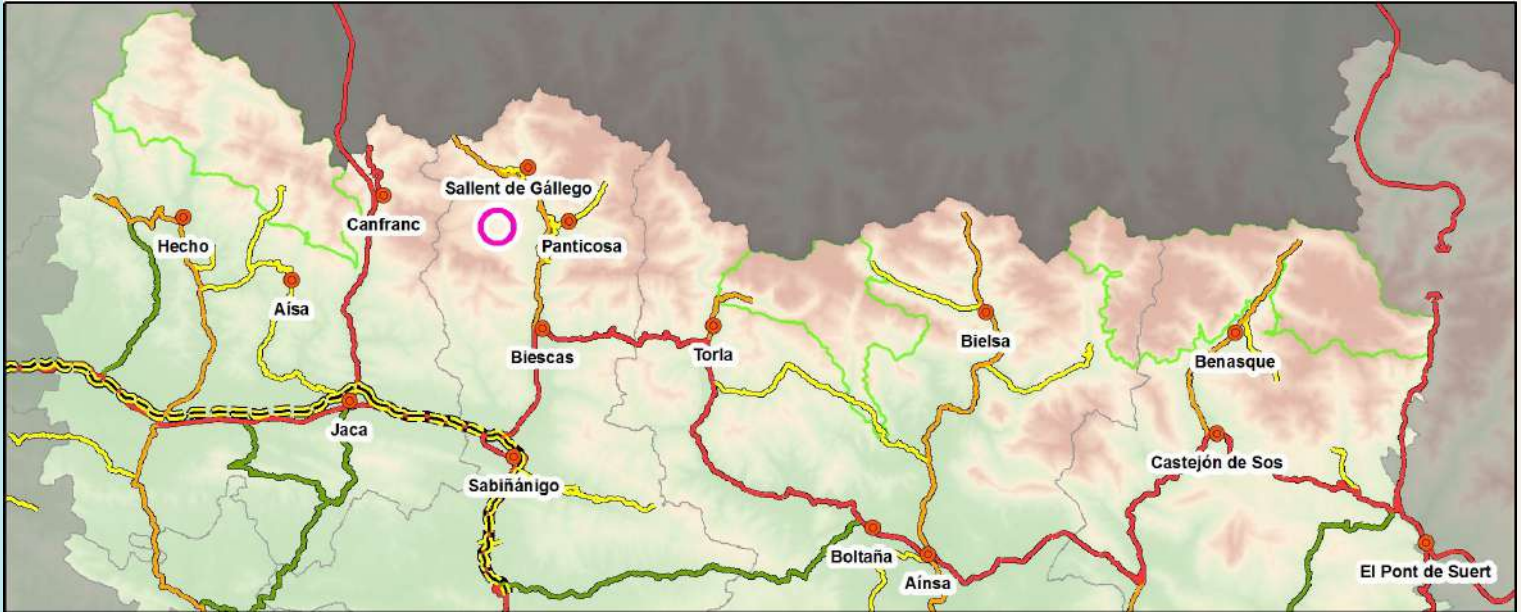 Sallent de Gállego
Canfranc
Hecho
Panticosa
Aísa
Bielsa
Biescas
Torla
Benasque
Jaca
Castejón de Sos
Sabiñánigo
Boltaña
Aínsa
El Pont de Suert